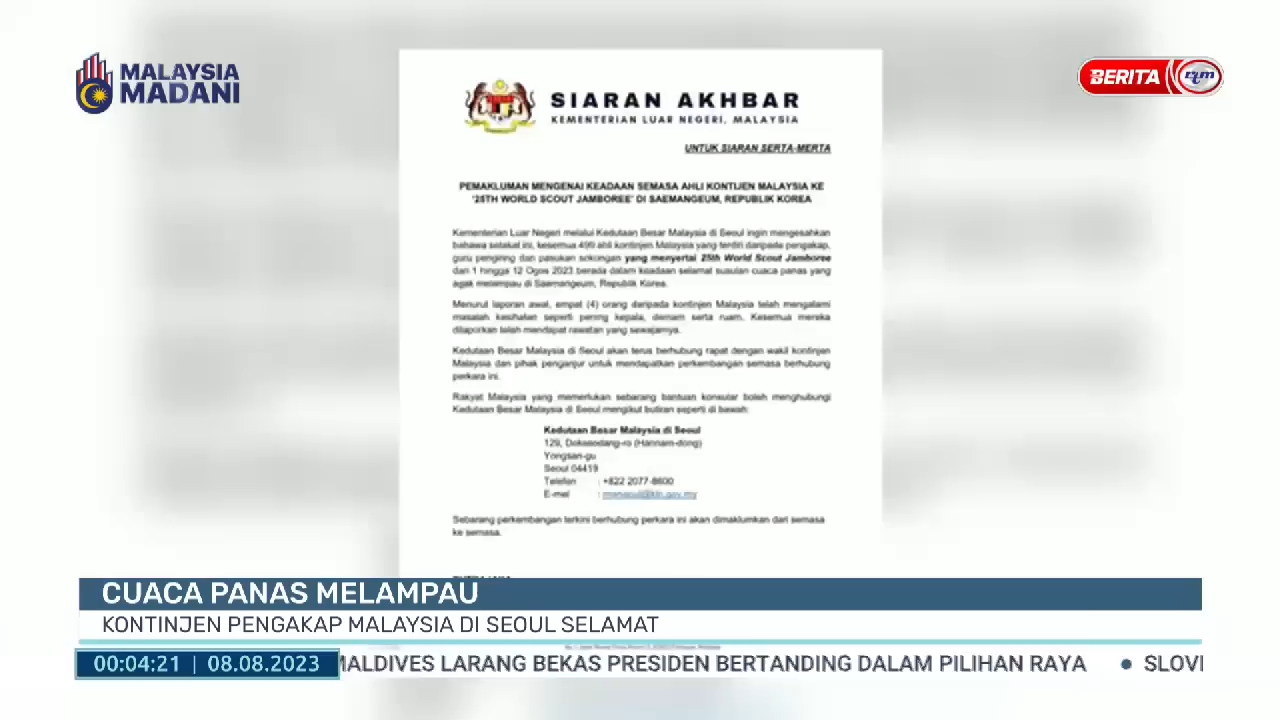 MALAYSIA
MADANI
BERITA rtm
SIARAN AKHBAR
KEMENTERIAN LUAR NEGERI, MALAYSIA
UNTUK SIARAN SERTA-MERTA
PEMAKLUMAN MENGENAI KEADAAN SEMASA AHLI KONTIJEN MALAYSIA KE
'25TH WORLD SCOUT JAMBOREE' DI SAEMANGEUM, REPUBLIK KOREA
Kementerian Luar Negeri melalui Kedutaan Besar Malaysia di Seoul ingin mengesahkan
bahawa setakat ini, kesemua 499 ahli kontinjen Malaysia yang terdiri daripada pengakap,
guru pengiring dan pasukan sokongan yang menyertai 25th World Scout Jamboree
dari 1 hingga 12 Ogos 2023 berada dalam keadaan selamat susulan cuaca panas yang
agak melampau di Saemangeum, Republik Korea.
Menurut laporan awal, empat (4) orang daripada kontinjen Malaysia telah mengalami
masalah kesihatan seperti pening kepala, demam serta ruam. Kesemua mereka
dilaporkan telah mendapat rawatan yang sewajarnya.
Kedutaan Besar Malaysia di Seoul akan terus berhubung rapat dengan wakil kontinjen
Malaysia dan pihak penganjur untuk mendapatkan perkembangan semasa berhubung
perkara ini.
Rakyat Malaysia yang memerlukan sebarang bantuan konsular boleh menghubungi
Kedutaan Besar Malaysia di Seoul mengikut butiran seperti di bawah:
Kedutaan Besar Malaysia di Seoul
129, Dokseodang-ro (Hannam-dong)
Yongsan-gu
Seoul 04419
Telefon : +822 2077-8600
E-mel : mwseoul@kln.gov.my
Sebarang perkembangan terkini berhubung perkara ini akan dimaklumkan dari semasa
ke semasa.
CUACA PANAS MELAMPAU
KONTINJEN PENGAKAP MALAYSIA DI SEOUL SELAMAT
00:04:21 | 08.08.2023 MALDIVES LARANG BEKAS PRESIDEN BERTANDING DALAM PILIHAN RAYA • SLOV